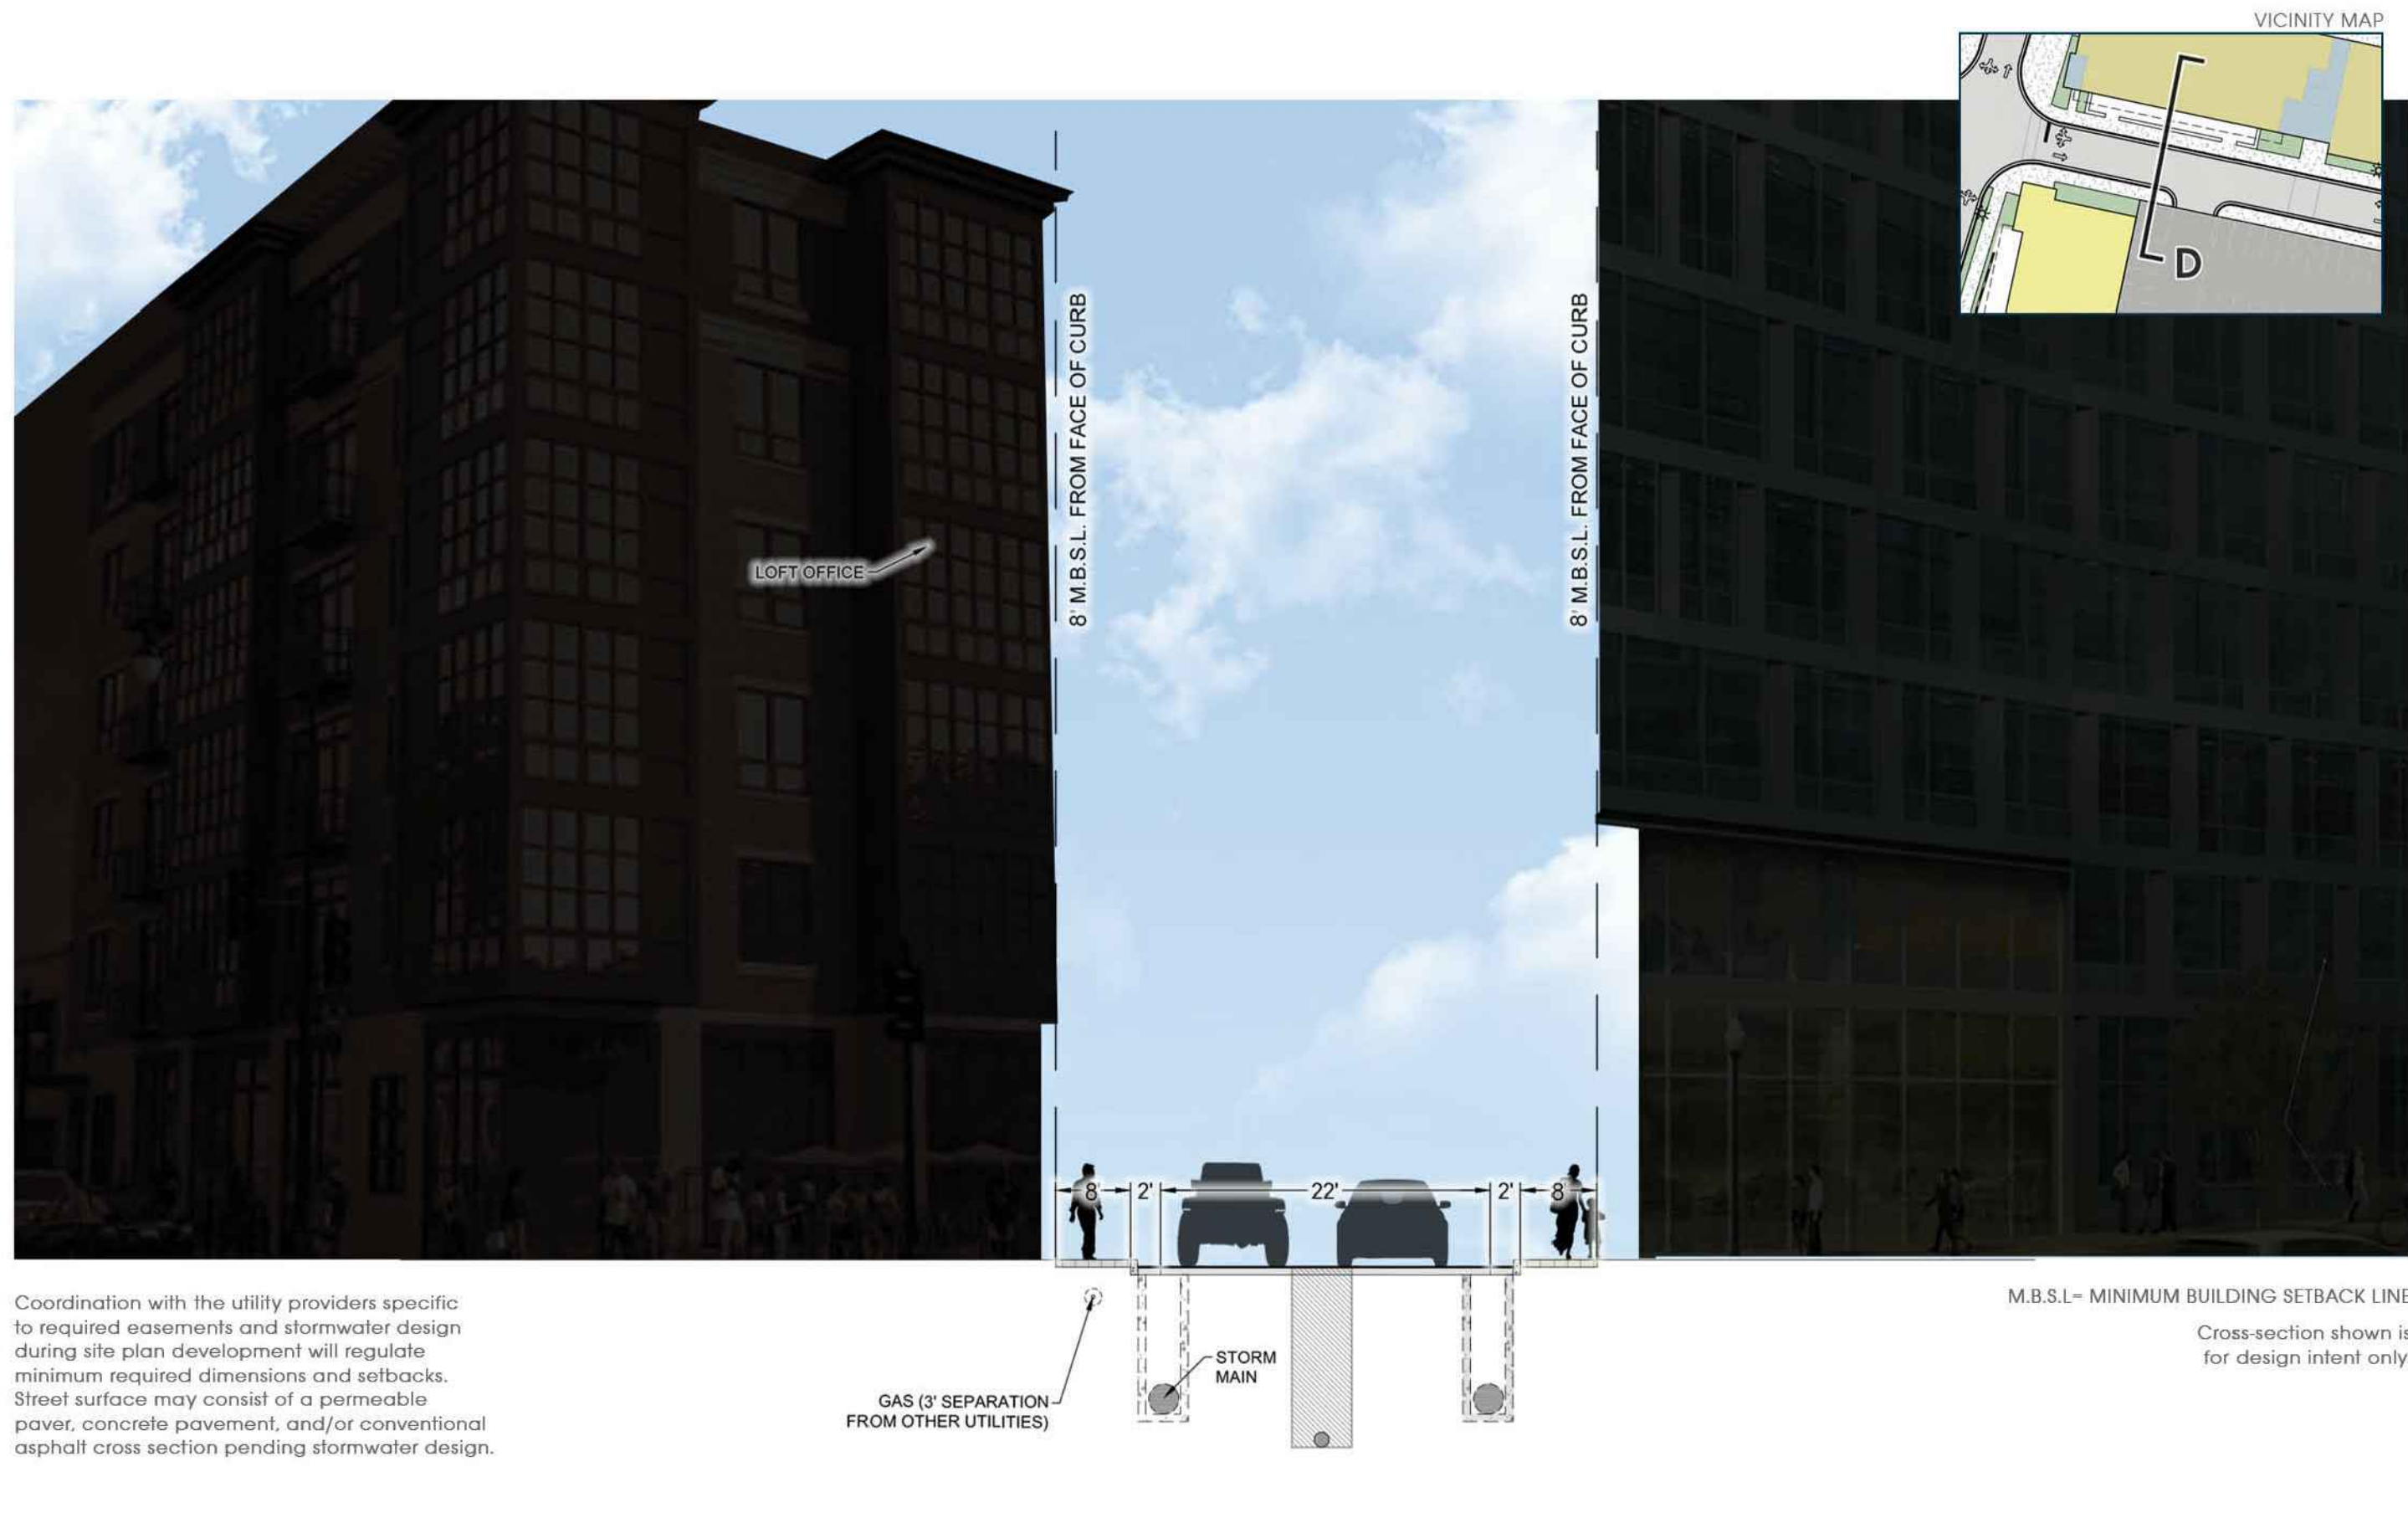 VICINITY MAP
D
8' M.B.S.L. FROM FACE OF CURB
8' M.B.S.L. FROM FACE OF CURB
LOFT OFFICE
8'
2'
22'
2'
8'
Coordination with the utility providers specific
to required easements and stormwater design
during site plan development will regulate
minimum required dimensions and setbacks.
Street surface may consist of a permeable
paver, concrete pavement, and/or conventional
asphalt cross section pending stormwater design.
GAS (3' SEPARATION
FROM OTHER UTILITIES)
STORM
MAIN
M.B.S.L= MINIMUM BUILDING SETBACK LINE
Cross-section shown is
for design intent only